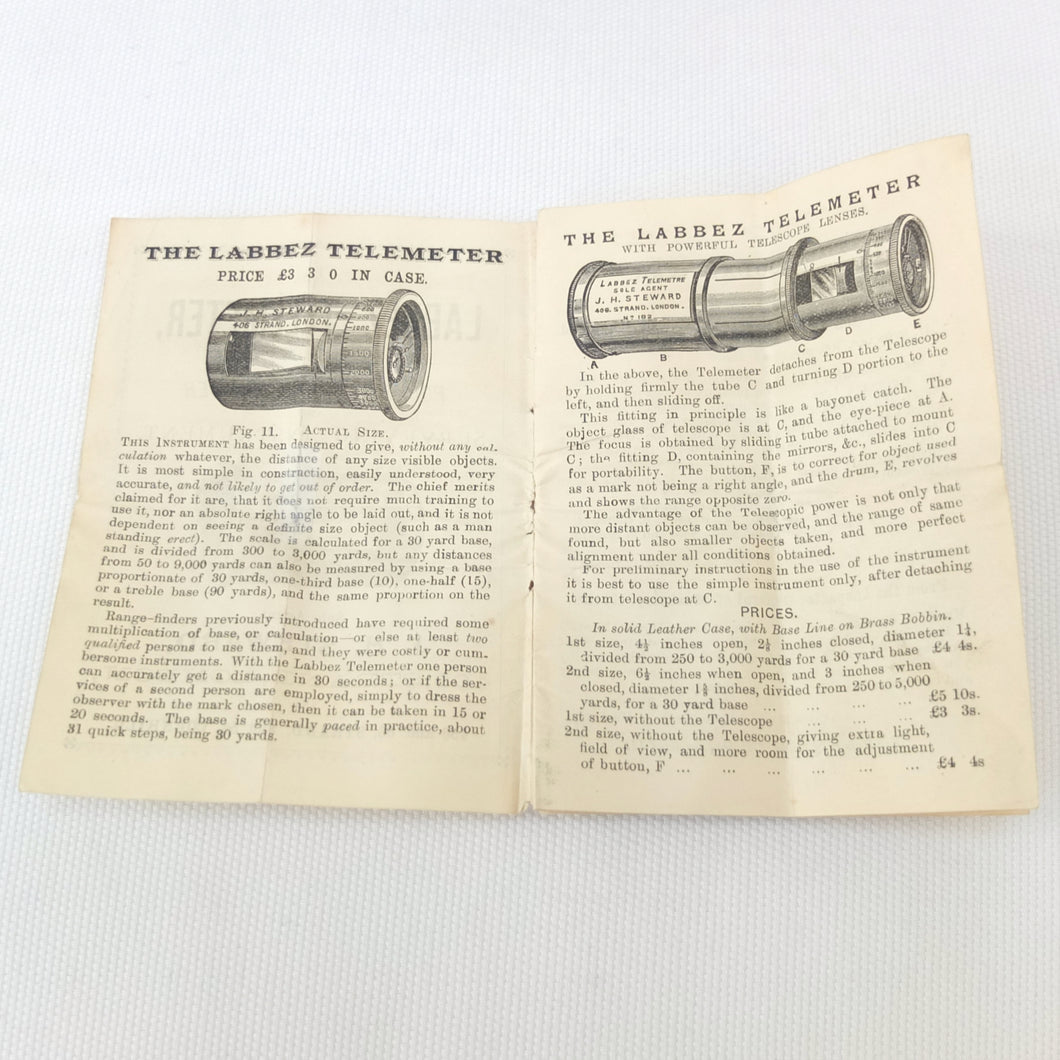 THE LABBEZ TELEMETER
PRICE £3 3 0 IN CASE.
J. H. STEWARD
406 STRAND. LONDON.
Fig. 11. ACTUAL SIZE.
THIS INSTRUMENT has been designed to give, without any cal-
culation whatever, the distance of any size visible objects.
It is most simple in construction, easily understood, very
accurate, and not likely to get out of order. The chief merits
claimed for it are, that it does not require much training to
use it, nor an absolute right angle to be laid out, and it is not
dependent on seeing a definite size object (such as a man
standing erect). The scale is calculated for a 30 yard base,
and is divided from 300 to 3,000 yards, but any distances
from 50 to 9,000 yards can also be measured by using a base
proportionate of 30 yards, one-third base (10), one-half (15),
or a treble base (90 yards), and the same proportion on the
result.
Range-finders previously introduced have required some
multiplication of base, or calculation—or else at least two
qualified persons to use them, and they were costly or cum-
bersome instruments. With the Labbez Telemeter one person
can accurately get a distance in 30 seconds; or if the ser-
vices of a second person are employed, simply to dress the
observer with the mark chosen, then it can be taken in 15 or
20 seconds. The base is generally paced in practice, about
31 quick steps, being 30 yards.
THE LABBEZ TELEMETER
WITH POWERFUL TELESCOPE LENSES.
LABBEZ TELEMETRE
SOLE AGENT
J. H. STEWARD
406. STRAND. LONDON.
Nº 182
A B C D E
In the above, the Telemeter detaches from the Telescope
by holding firmly the tube C and turning D portion to the
left, and then sliding off.
This fitting in principle is like a bayonet catch. The
object glass of telescope is at C, and the eye-piece at A.
The focus is obtained by sliding in tube attached to mount
C; the fitting D, containing the mirrors, &c., slides into C
for portability. The button, F, is to correct for object used
as a mark not being a right angle, and the drum, E, revolves
and shows the range opposite zero.
The advantage of the Telescopic power is not only that
more distant objects can be observed, and the range of same
found, but also smaller objects taken, and more perfect
alignment under all conditions obtained.
For preliminary instructions in the use of the instrument
it is best to use the simple instrument only, after detaching
it from telescope at C.
PRICES.
In solid Leather Case, with Base Line on Brass Bobbin.
1st size, 4½ inches open, 2⅛ inches closed, diameter 1¼,
divided from 250 to 3,000 yards for a 30 yard base £4 4s.
2nd size, 6½ inches when open, and 3 inches when
closed, diameter 1⅝ inches, divided from 250 to 5,000
yards, for a 30 yard base ... ... ... ... £5 10s.
1st size, without the Telescope ... ... ... £3 3s.
2nd size, without the Telescope, giving extra light,
field of view, and more room for the adjustment
of button, F ... ... ... ... ... ... £4 4s